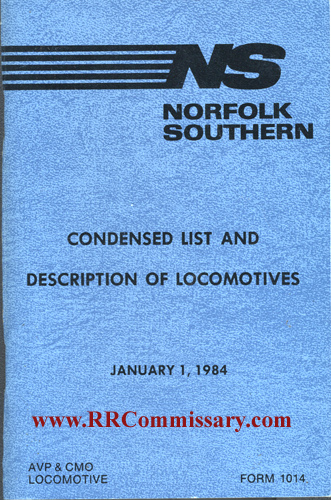 NS
NORFOLK
SOUTHERN
CONDENSED LIST AND
DESCRIPTION OF LOCOMOTIVES
JANUARY 1, 1984
www.RRCommissary.com
AVP & CMO
LOCOMOTIVE FORM 1014